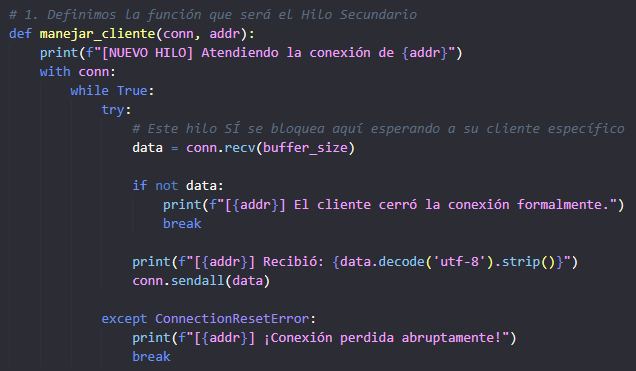 # 1. Definimos la función que será el Hilo Secundario
def manejar_cliente(conn, addr):
    print(f"[NUEVO HILO] Atendiendo la conexión de {addr}")
    with conn:
        while True:
            try:
                # Este hilo SÍ se bloquea aquí esperando a su cliente específico
                data = conn.recv(buffer_size)
                if not data:
                    print(f"[{addr}] El cliente cerró la conexión formalmente.")
                    break
                print(f"[{addr}] Recibió: {data.decode('utf-8').strip()}")
                conn.sendall(data)
            except ConnectionResetError:
                print(f"[{addr}] ¡Conexión perdida abruptamente!")
                break